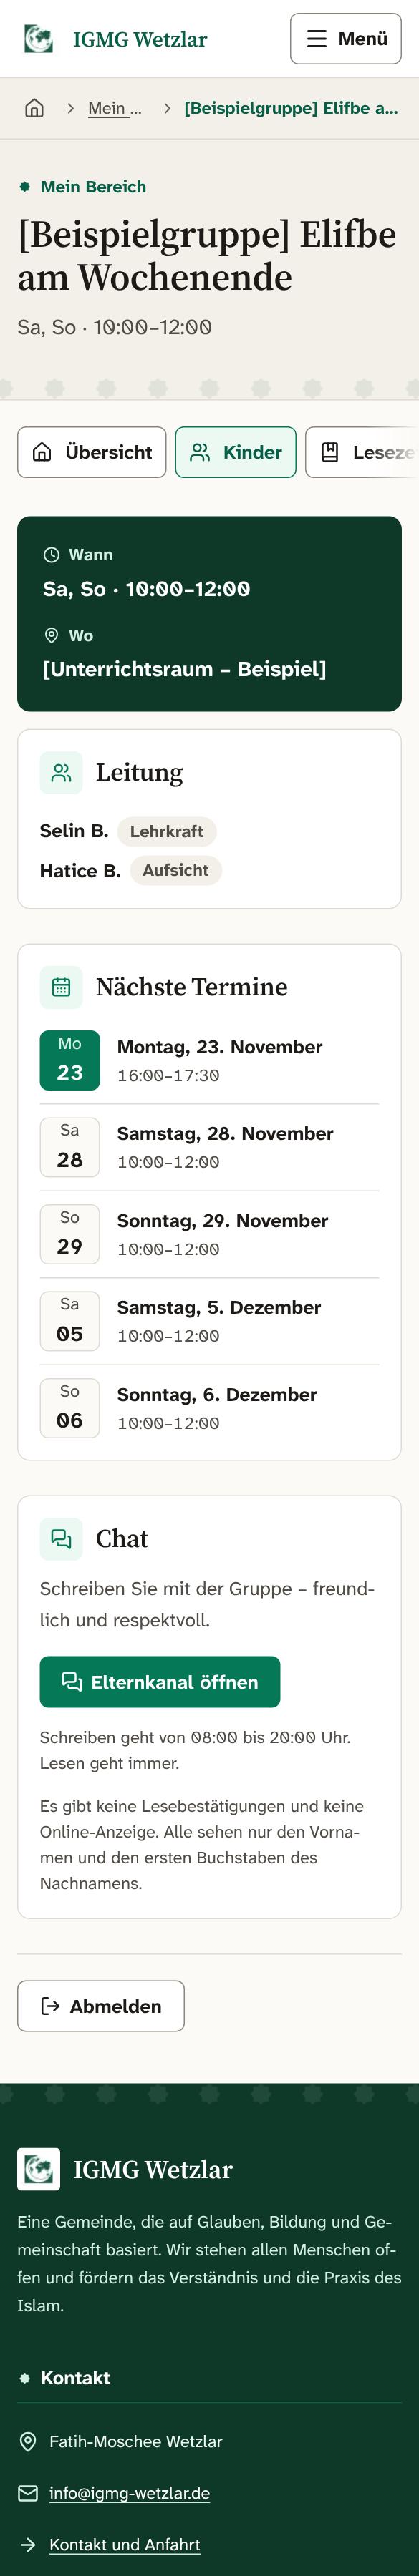 IGMG Wetzlar
Menü
Mein ...
[Beispielgruppe] Elifbe a...
Mein Bereich
[Beispielgruppe] Elifbe
am Wochenende
Sa, So · 10:00–12:00
Übersicht
Kinder
Leseze
Wann
Sa, So · 10:00–12:00
Wo
[Unterrichtsraum – Beispiel]
Leitung
Selin B. Lehrkraft
Hatice B. Aufsicht
Nächste Termine
Mo
23
Montag, 23. November
16:00–17:30
Sa
28
Samstag, 28. November
10:00–12:00
So
29
Sonntag, 29. November
10:00–12:00
Sa
05
Samstag, 5. Dezember
10:00–12:00
So
06
Sonntag, 6. Dezember
10:00–12:00
Chat
Schreiben Sie mit der Gruppe – freund-
lich und respektvoll.
Elternkanal öffnen
Schreiben geht von 08:00 bis 20:00 Uhr.
Lesen geht immer.
Es gibt keine Lesebestätigungen und keine
Online-Anzeige. Alle sehen nur den Vorna-
men und den ersten Buchstaben des
Nachnamens.
Abmelden
IGMG Wetzlar
Eine Gemeinde, die auf Glauben, Bildung und Ge-
meinschaft basiert. Wir stehen allen Menschen of-
fen und fördern das Verständnis und die Praxis des
Islam.
Kontakt
Fatih-Moschee Wetzlar
info@igmg-wetzlar.de
Kontakt und Anfahrt